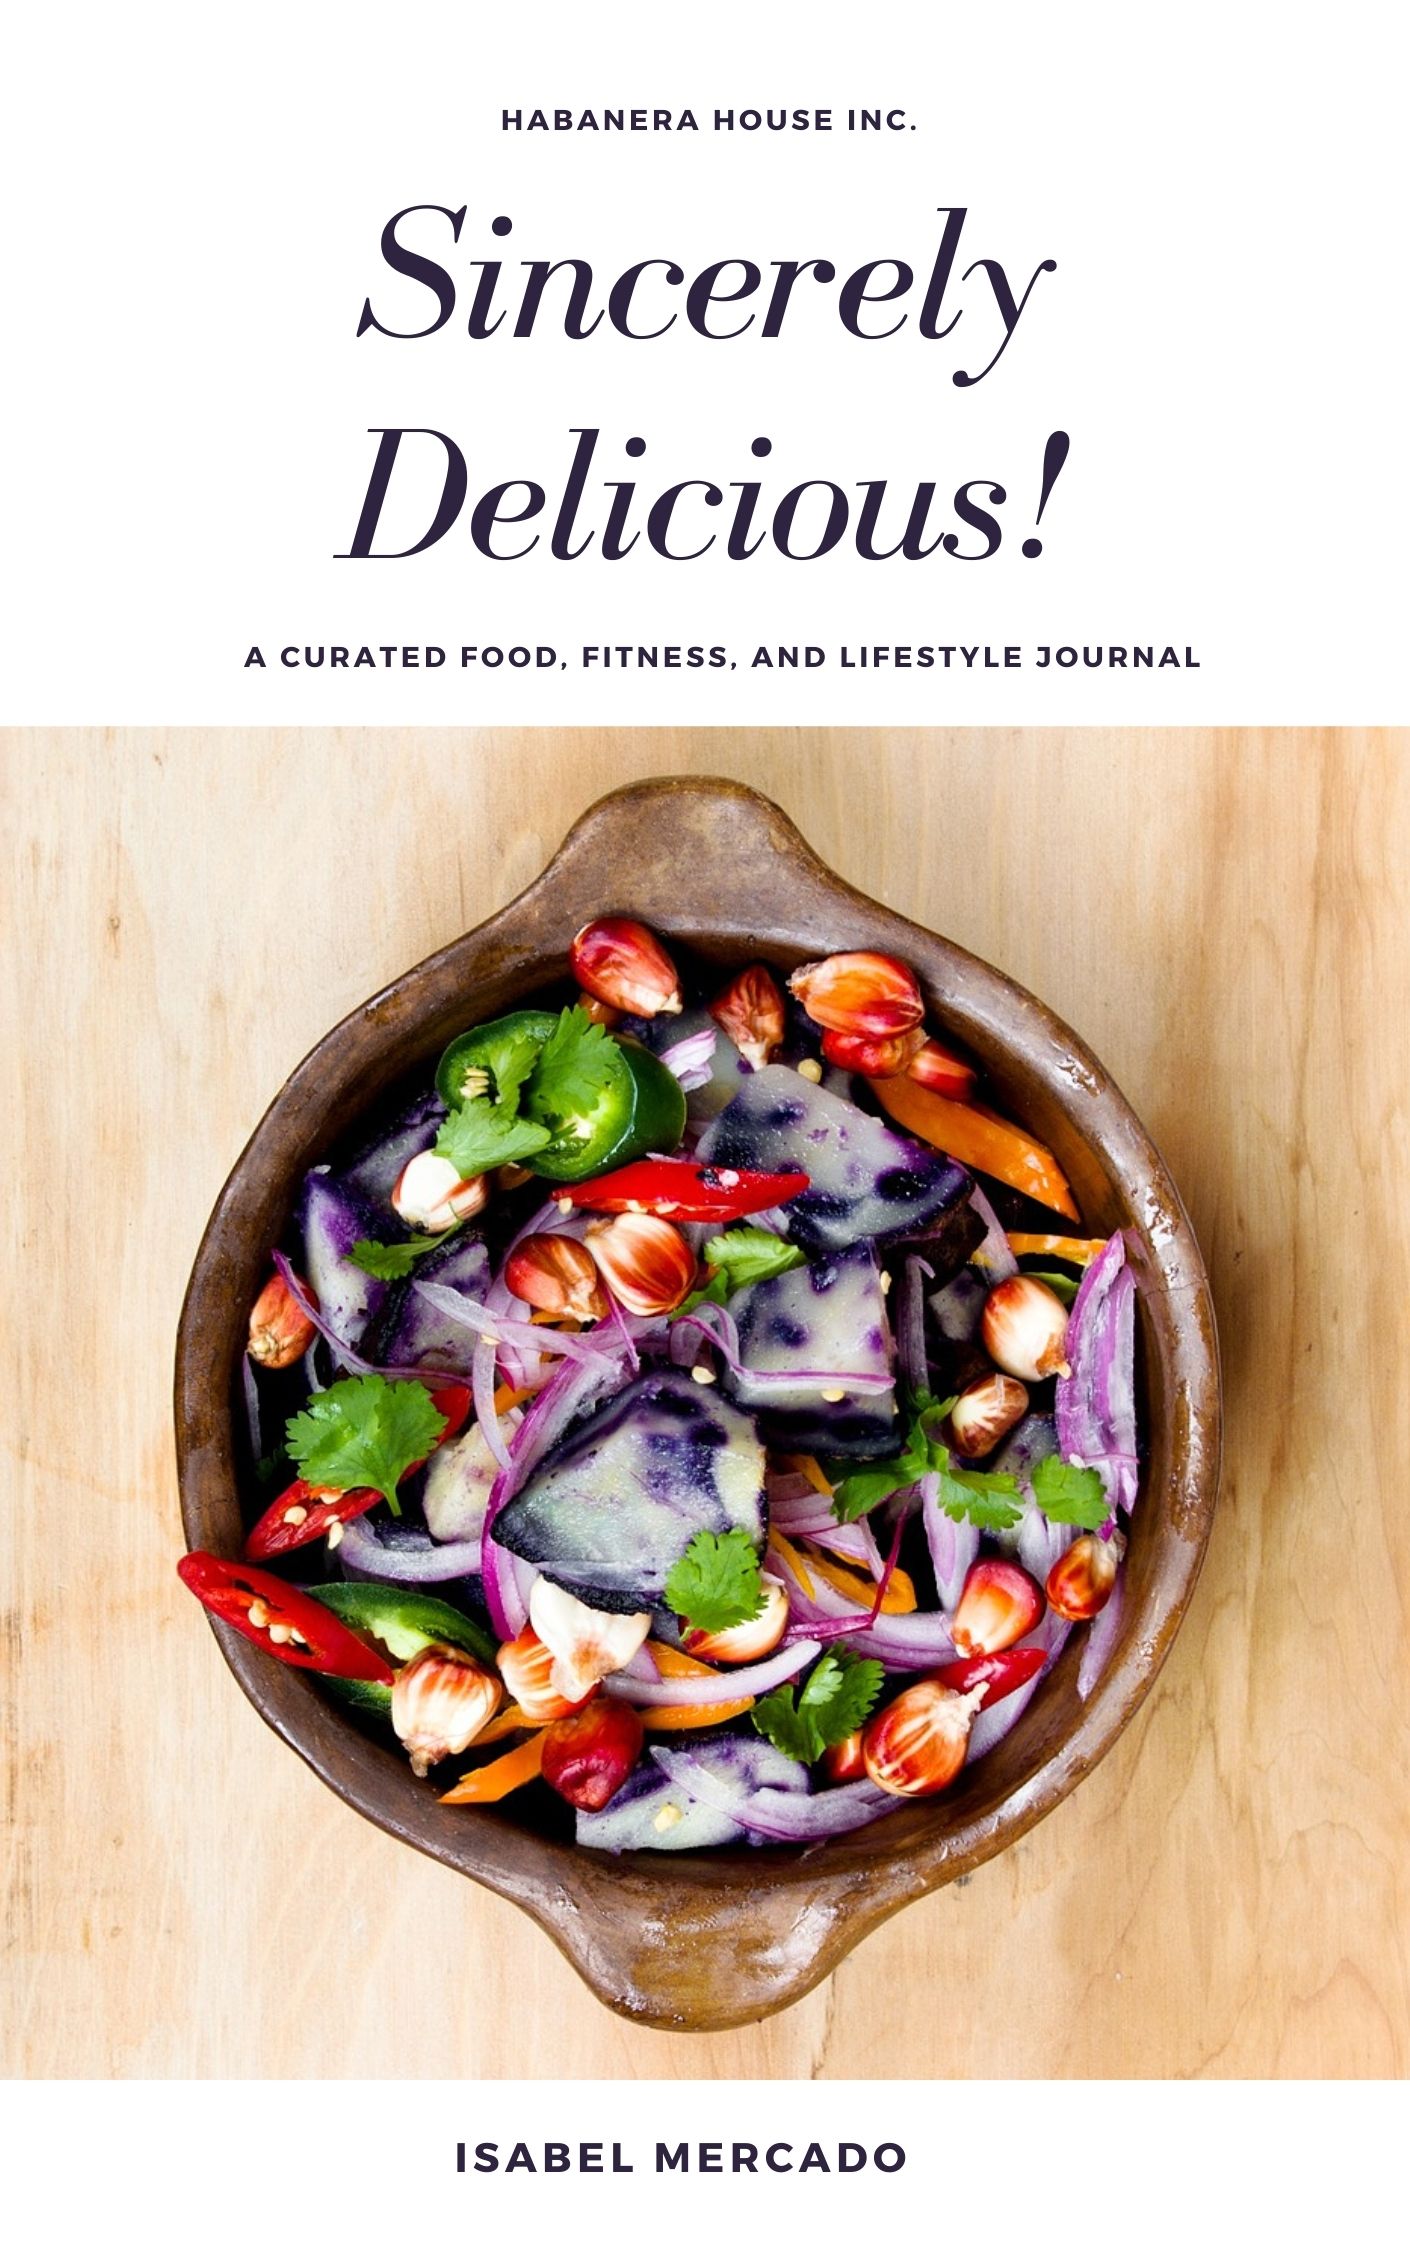 HABANERA HOUSE INC.
Sincerely
Delicious!
A CURATED FOOD, FITNESS, AND LIFESTYLE JOURNAL
ISABEL MERCADO